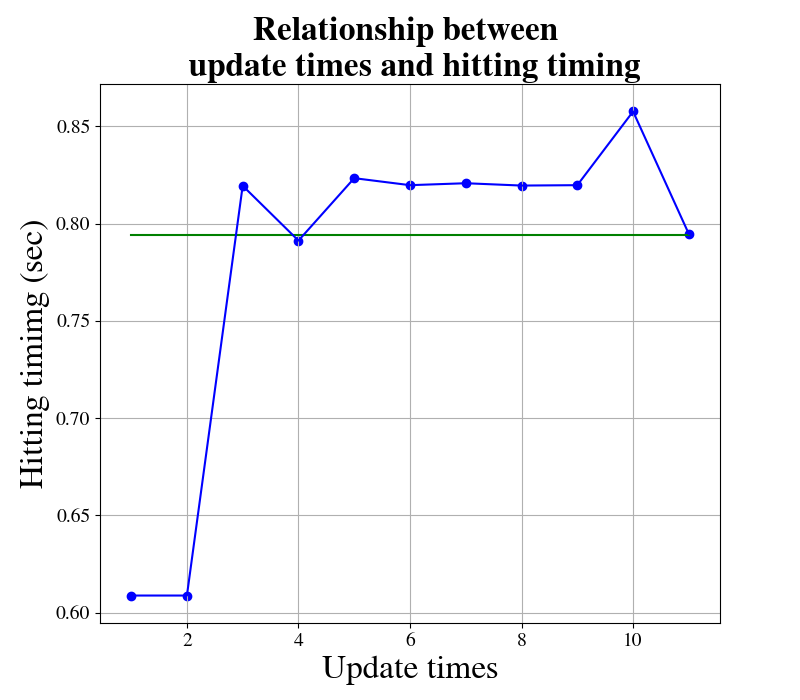 Relationship between
update times and hitting timing
Hitting timimg (sec)
0.85
0.80
0.75
0.70
0.65
0.60
2 4 6 8 10
Update times